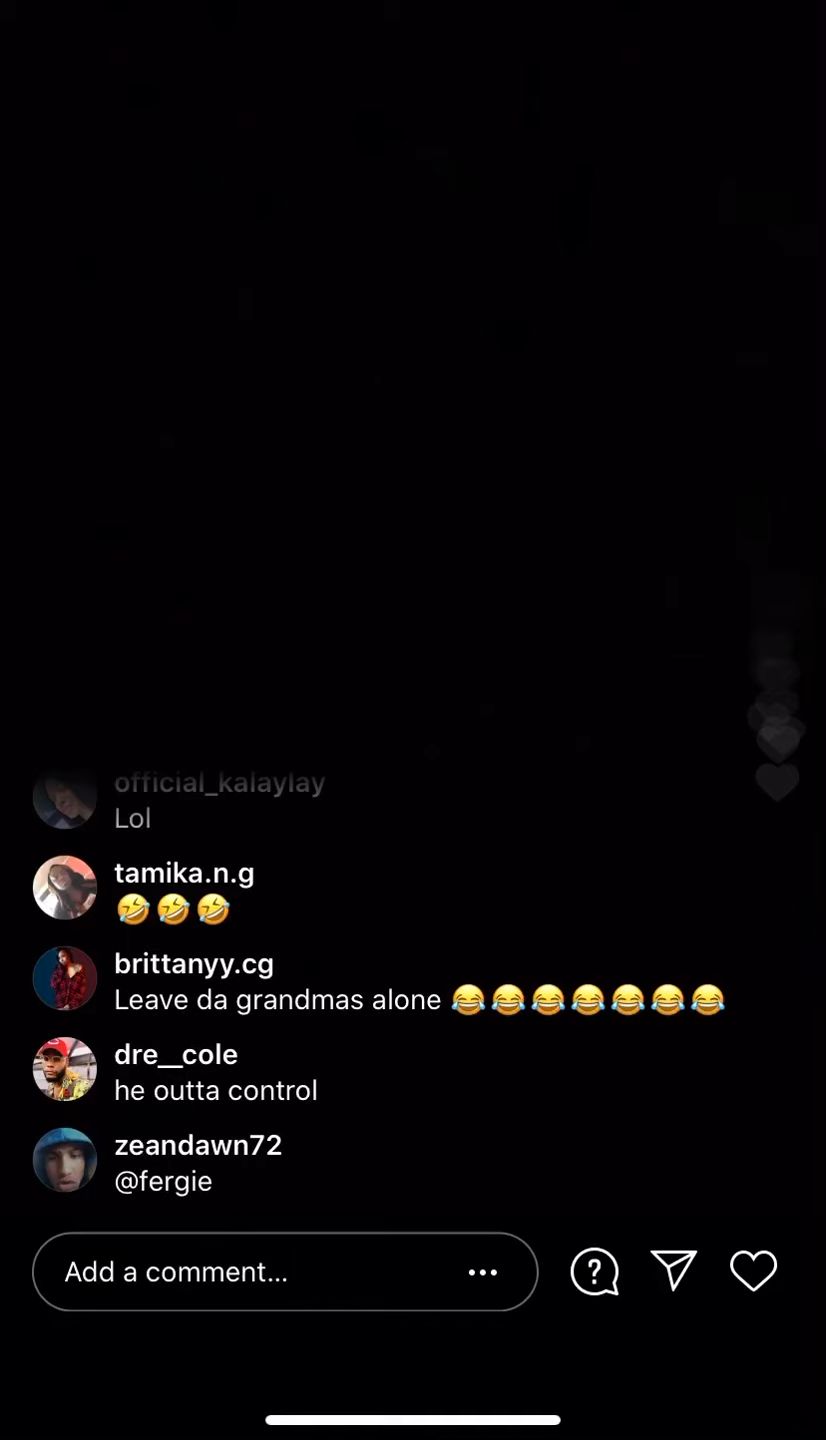 official_kalaylay
Lol
tamika.n.g
🤣🤣🤣
brittanyy.cg
Leave da grandmas alone 😂😂😂😂😂😂😂
dre__cole
he outta control
zeandawn72
@fergie
Add a comment...